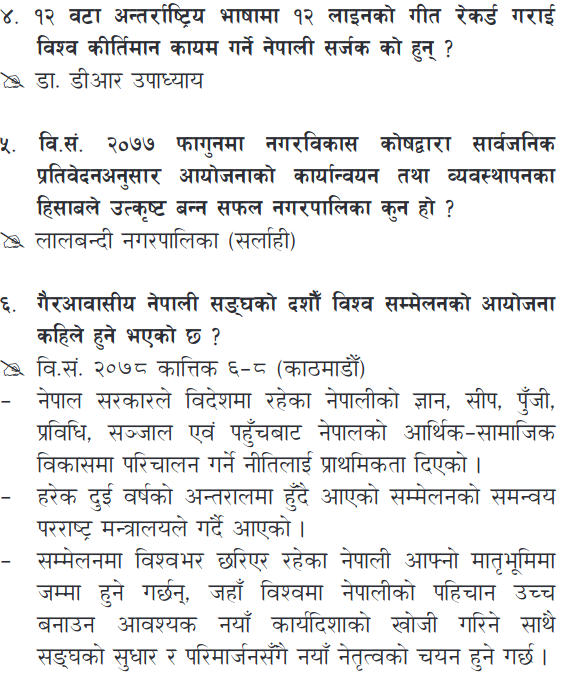 ४. १२ वटा अन्तर्राष्ट्रिय भाषामा १२ लाइनको गीत रेकर्ड गराई
विश्व कीर्तिमान कायम गर्ने नेपाली सर्जक को हुन् ?
✍ डा. डीआर उपाध्याय
५. वि.सं. २०७७ फागुनमा नगरविकास कोषद्वारा सार्वजनिक
प्रतिवेदनअनुसार आयोजनाको कार्यान्वयन तथा व्यवस्थापनका
हिसाबले उत्कृष्ट बन्न सफल नगरपालिका कुन हो ?
✍ लालबन्दी नगरपालिका (सर्लाही)
६. गैरआवासीय नेपाली सङ्घको दशौँ विश्व सम्मेलनको आयोजना
कहिले हुने भएको छ ?
✍ वि.सं. २०७८ कात्तिक ६-८ (काठमाडौँ)
– नेपाल सरकारले विदेशमा रहेका नेपालीको ज्ञान, सीप, पुँजी,
प्रविधि, सञ्जाल एवं पहुँचबाट नेपालको आर्थिक-सामाजिक
विकासमा परिचालन गर्ने नीतिलाई प्राथमिकता दिएको ।
– हरेक दुई वर्षको अन्तरालमा हुँदै आएको सम्मेलनको समन्वय
परराष्ट्र मन्त्रालयले गर्दै आएको ।
– सम्मेलनमा विश्वभर छरिएर रहेका नेपाली आफ्नो मातृभूमिमा
जम्मा हुने गर्छन्, जहाँ विश्वमा नेपालीको पहिचान उच्च
बनाउन आवश्यक नयाँ कार्यदिशाको खोजी गरिने साथै
सङ्घको सुधार र परिमार्जनसँगै नयाँ नेतृत्वको चयन हुने गर्छ ।